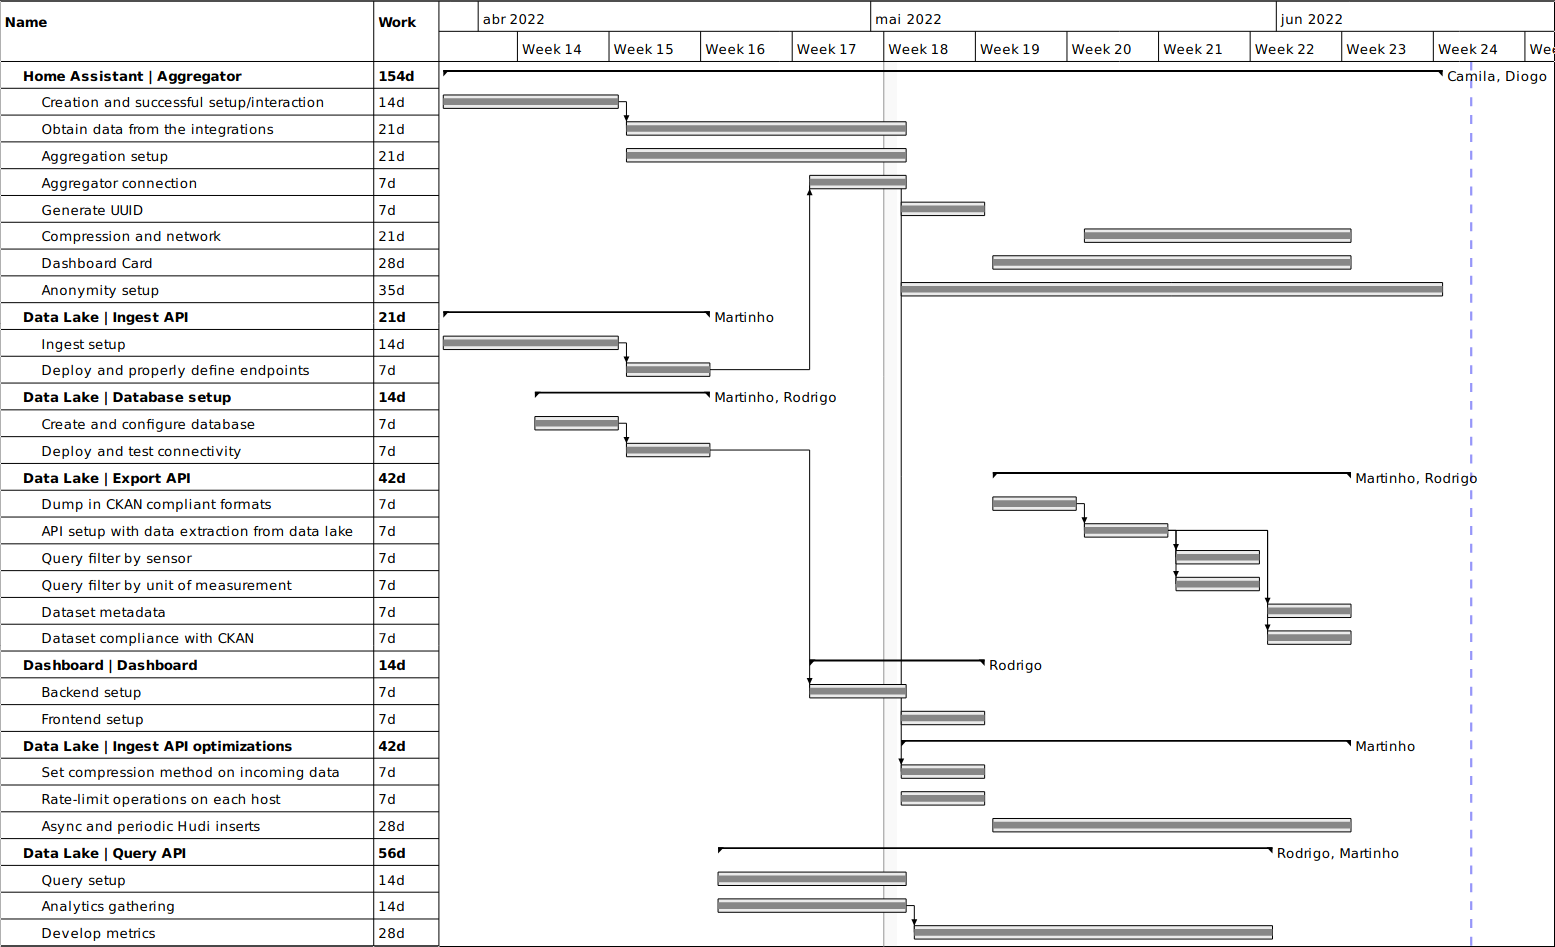 Name Work abr 2022 mai 2022 jun 2022
Week 14 Week 15 Week 16 Week 17 Week 18 Week 19 Week 20 Week 21 Week 22 Week 23 Week 24
Home Assistant | Aggregator 154d Camila, Diogo
Creation and successful setup/interaction 14d
Obtain data from the integrations 21d
Aggregation setup 21d
Aggregator connection 7d
Generate UUID 7d
Compression and network 21d
Dashboard Card 28d
Anonymity setup 35d
Data Lake | Ingest API 21d Martinho
Ingest setup 14d
Deploy and properly define endpoints 7d
Data Lake | Database setup 14d Martinho, Rodrigo
Create and configure database 7d
Deploy and test connectivity 7d
Data Lake | Export API 42d Martinho, Rodrigo
Dump in CKAN compliant formats 7d
API setup with data extraction from data lake 7d
Query filter by sensor 7d
Query filter by unit of measurement 7d
Dataset metadata 7d
Dataset compliance with CKAN 7d
Dashboard | Dashboard 14d Rodrigo
Backend setup 7d
Frontend setup 7d
Data Lake | Ingest API optimizations 42d Martinho
Set compression method on incoming data 7d
Rate-limit operations on each host 7d
Async and periodic Hudi inserts 28d
Data Lake | Query API 56d Rodrigo, Martinho
Query setup 14d
Analytics gathering 14d
Develop metrics 28d